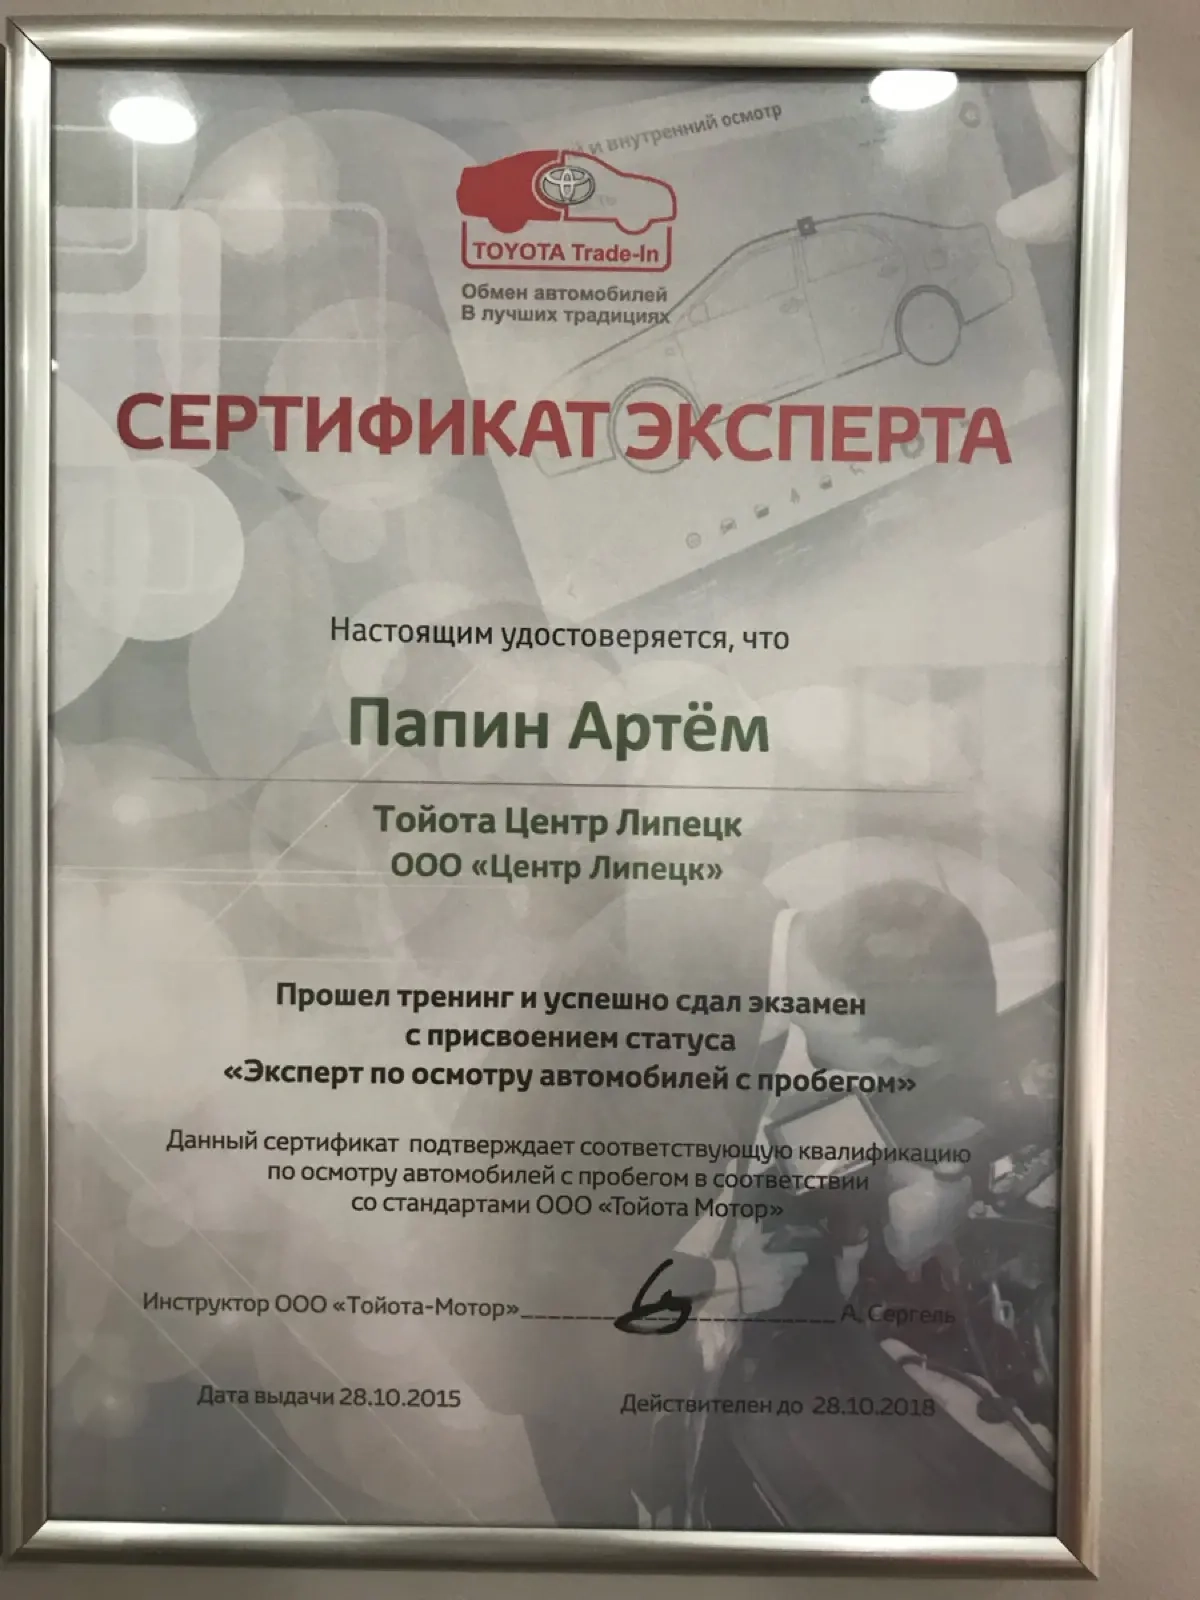 й и внутренний осмотр
TOYOTA Trade-In
Обмен автомобилей
В лучших традициях
СЕРТИФИКАТ ЭКСПЕРТА
Настоящим удостоверяется, что
Папин Артём
Тойота Центр Липецк
ООО «Центр Липецк»
Прошел тренинг и успешно сдал экзамен
с присвоением статуса
«Эксперт по осмотру автомобилей с пробегом»
Данный сертификат подтверждает соответствующую квалификацию
по осмотру автомобилей с пробегом в соответствии
со стандартами ООО «Тойота Мотор»
Инструктор ООО «Тойота-Мотор» А. Сергель
Дата выдачи 28.10.2015 Действителен до 28.10.2018